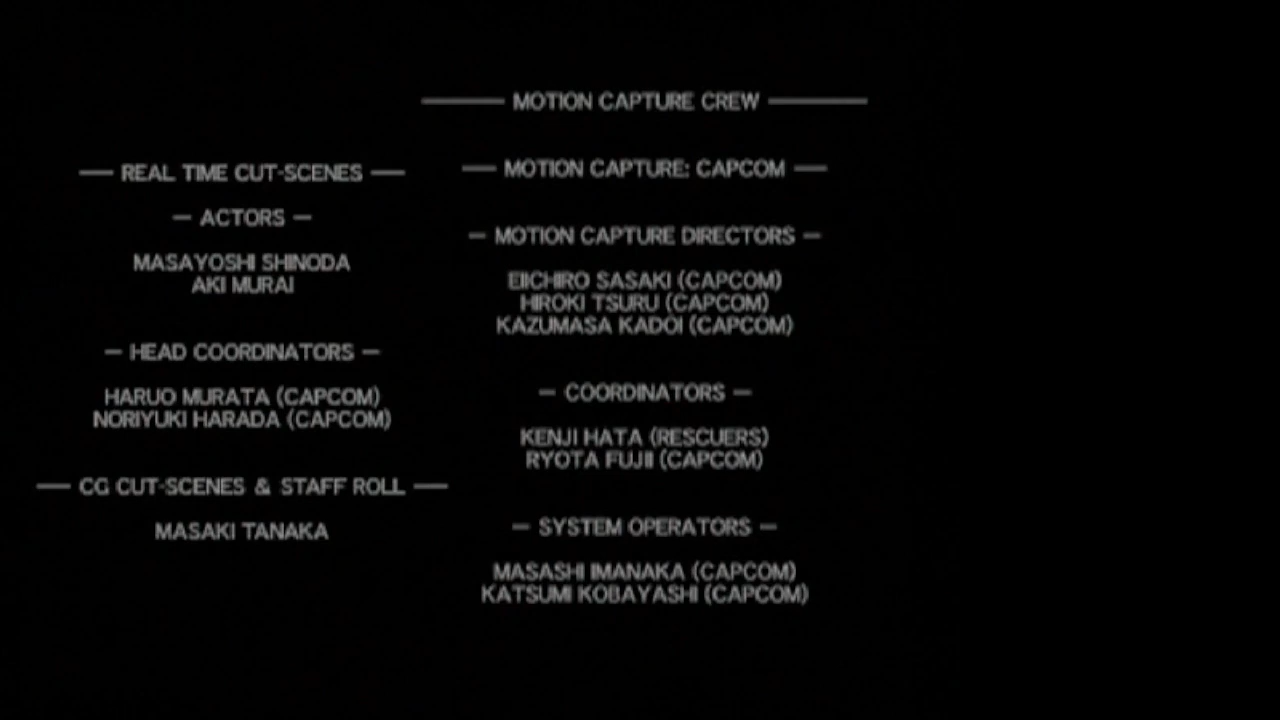 MOTION CAPTURE CREW
REAL TIME CUT-SCENES
ACTORS
MASAYOSHI SHINODA
AKI MURAI
HEAD COORDINATORS
HARUO MURATA (CAPCOM)
NORIYUKI HARADA (CAPCOM)
CG CUT-SCENES & STAFF ROLL
MASAKI TANAKA
MOTION CAPTURE: CAPCOM
MOTION CAPTURE DIRECTORS
EIICHIRO SASAKI (CAPCOM)
HIROKI TSURU (CAPCOM)
KAZUMASA KADOI (CAPCOM)
COORDINATORS
KENJI HATA (RESCUERS)
RYOTA FUJII (CAPCOM)
SYSTEM OPERATORS
MASASHI IMANAKA (CAPCOM)
KATSUMI KOBAYASHI (CAPCOM)